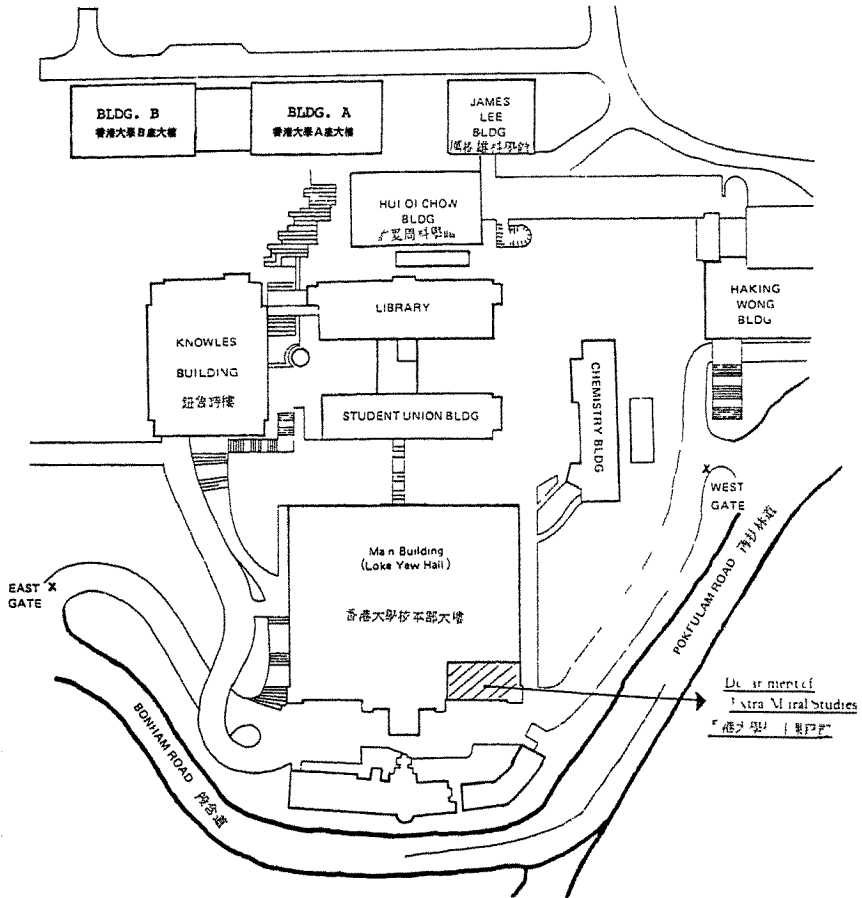 BLDG. B
香港大學B座大樓
BLDG. A
香港大學A座大樓
JAMES
LEE
BLDG
HUI OI CHOW
BLDG
LIBRARY
KNOWLES
BUILDING
HAKING
WONG
BLDG
CHEMISTRY BLDG
STUDENT UNION BLDG
X
WEST
GATE
Main Building
(Loke Yew Hall)
香港大學校本部大樓
EAST
GATE
X
POKFULAM ROAD 薄扶林道
BONHAM ROAD 般含道
Extra Mural Studies